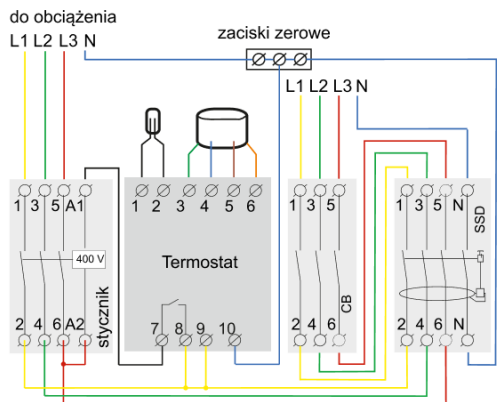 do obciążenia
zaciski zerowe
L1 L2 L3 N
L1 L2 L3 N
1 3 5 A1
1 2 3 4 5 6
1 3 5
1 3 5 N
SSD
400 V
Termostat
stycznik
CB
2 4 6 A2
7 8 9 10
2 4 6
2 4 6 N